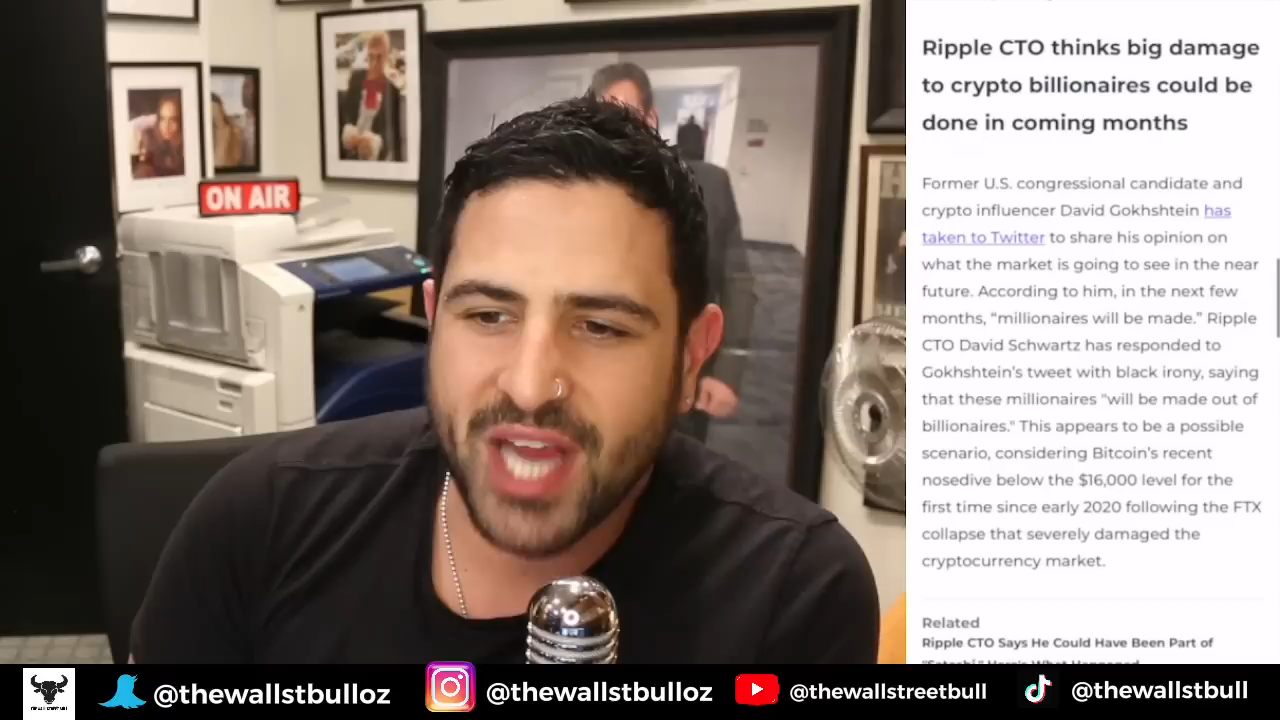 ON AIR
Ripple CTO thinks big damage
to crypto billionaires could be
done in coming months
Former U.S. congressional candidate and
crypto influencer David Gokhshtein has
taken to Twitter to share his opinion on
what the market is going to see in the near
future. According to him, in the next few
months, “millionaires will be made.” Ripple
CTO David Schwartz has responded to
Gokhshtein’s tweet with black irony, saying
that these millionaires "will be made out of
billionaires." This appears to be a possible
scenario, considering Bitcoin’s recent
nosedive below the $16,000 level for the
first time since early 2020 following the FTX
collapse that severely damaged the
cryptocurrency market.
Related
Ripple CTO Says He Could Have Been Part of
@thewallstbulloz
@thewallstbulloz
@thewallstreetbull
@thewallstbull